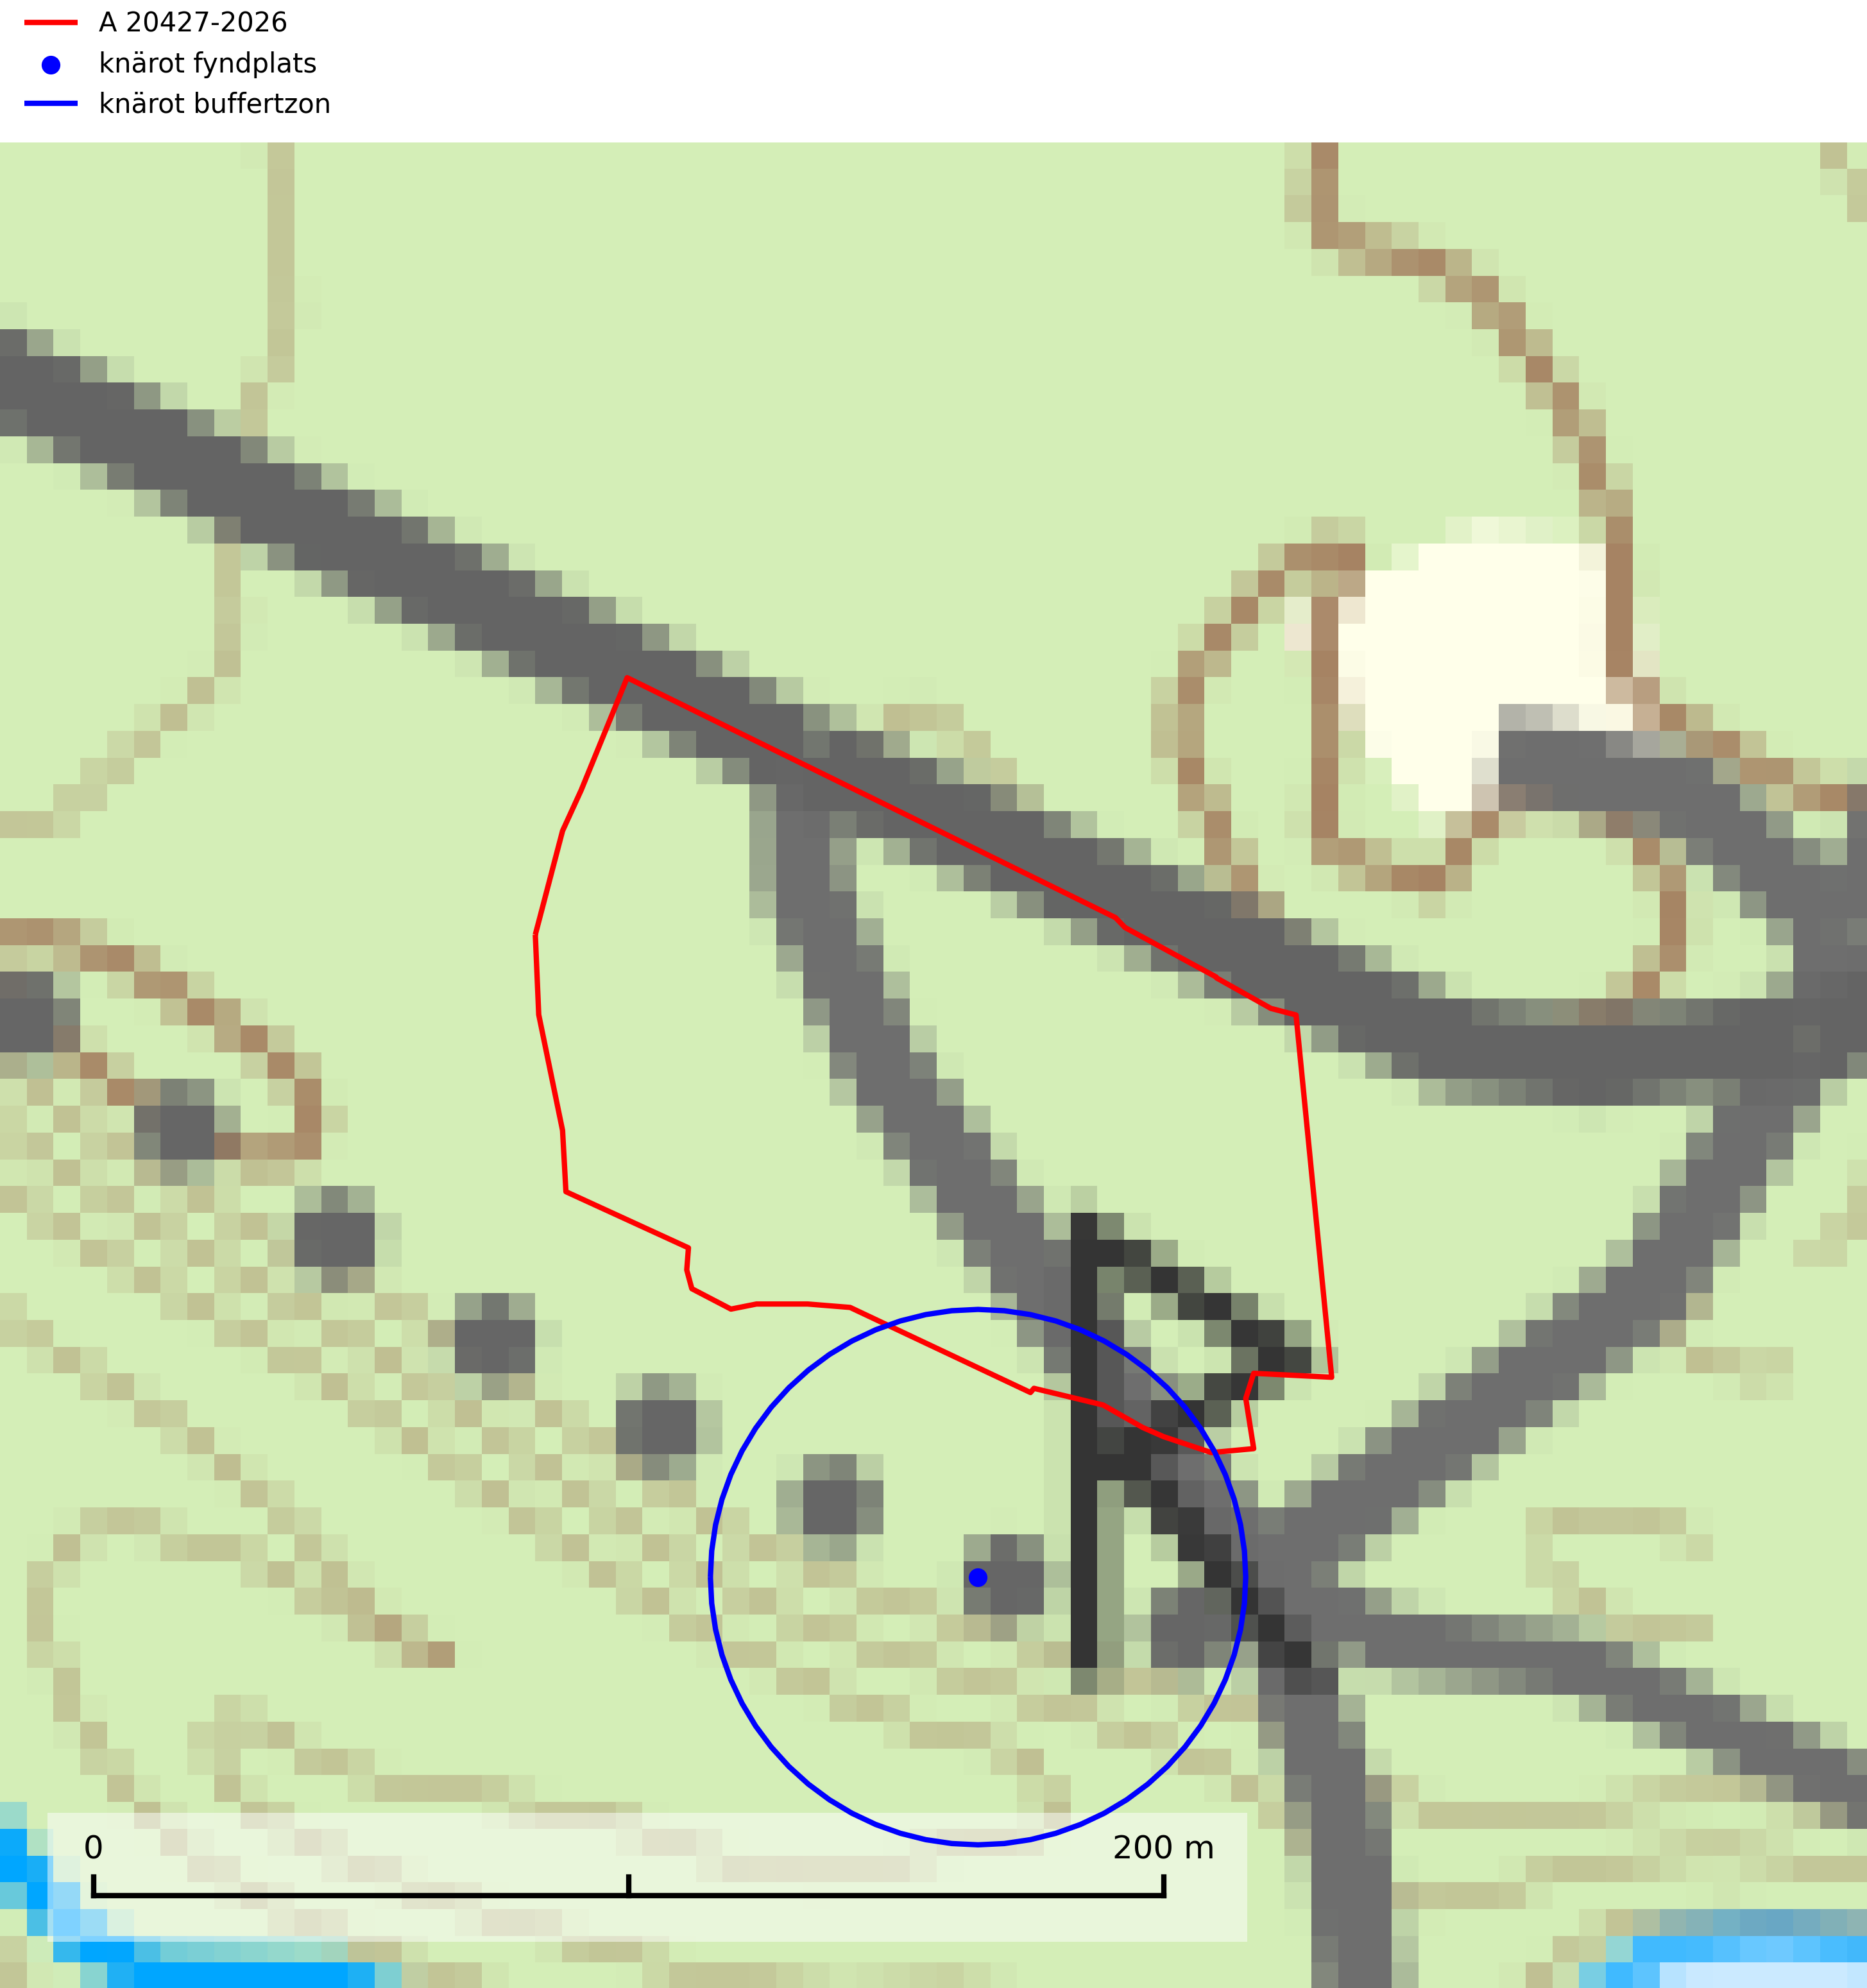 A 20427-2026
knärot fyndplats
knärot buffertzon
0
200 m